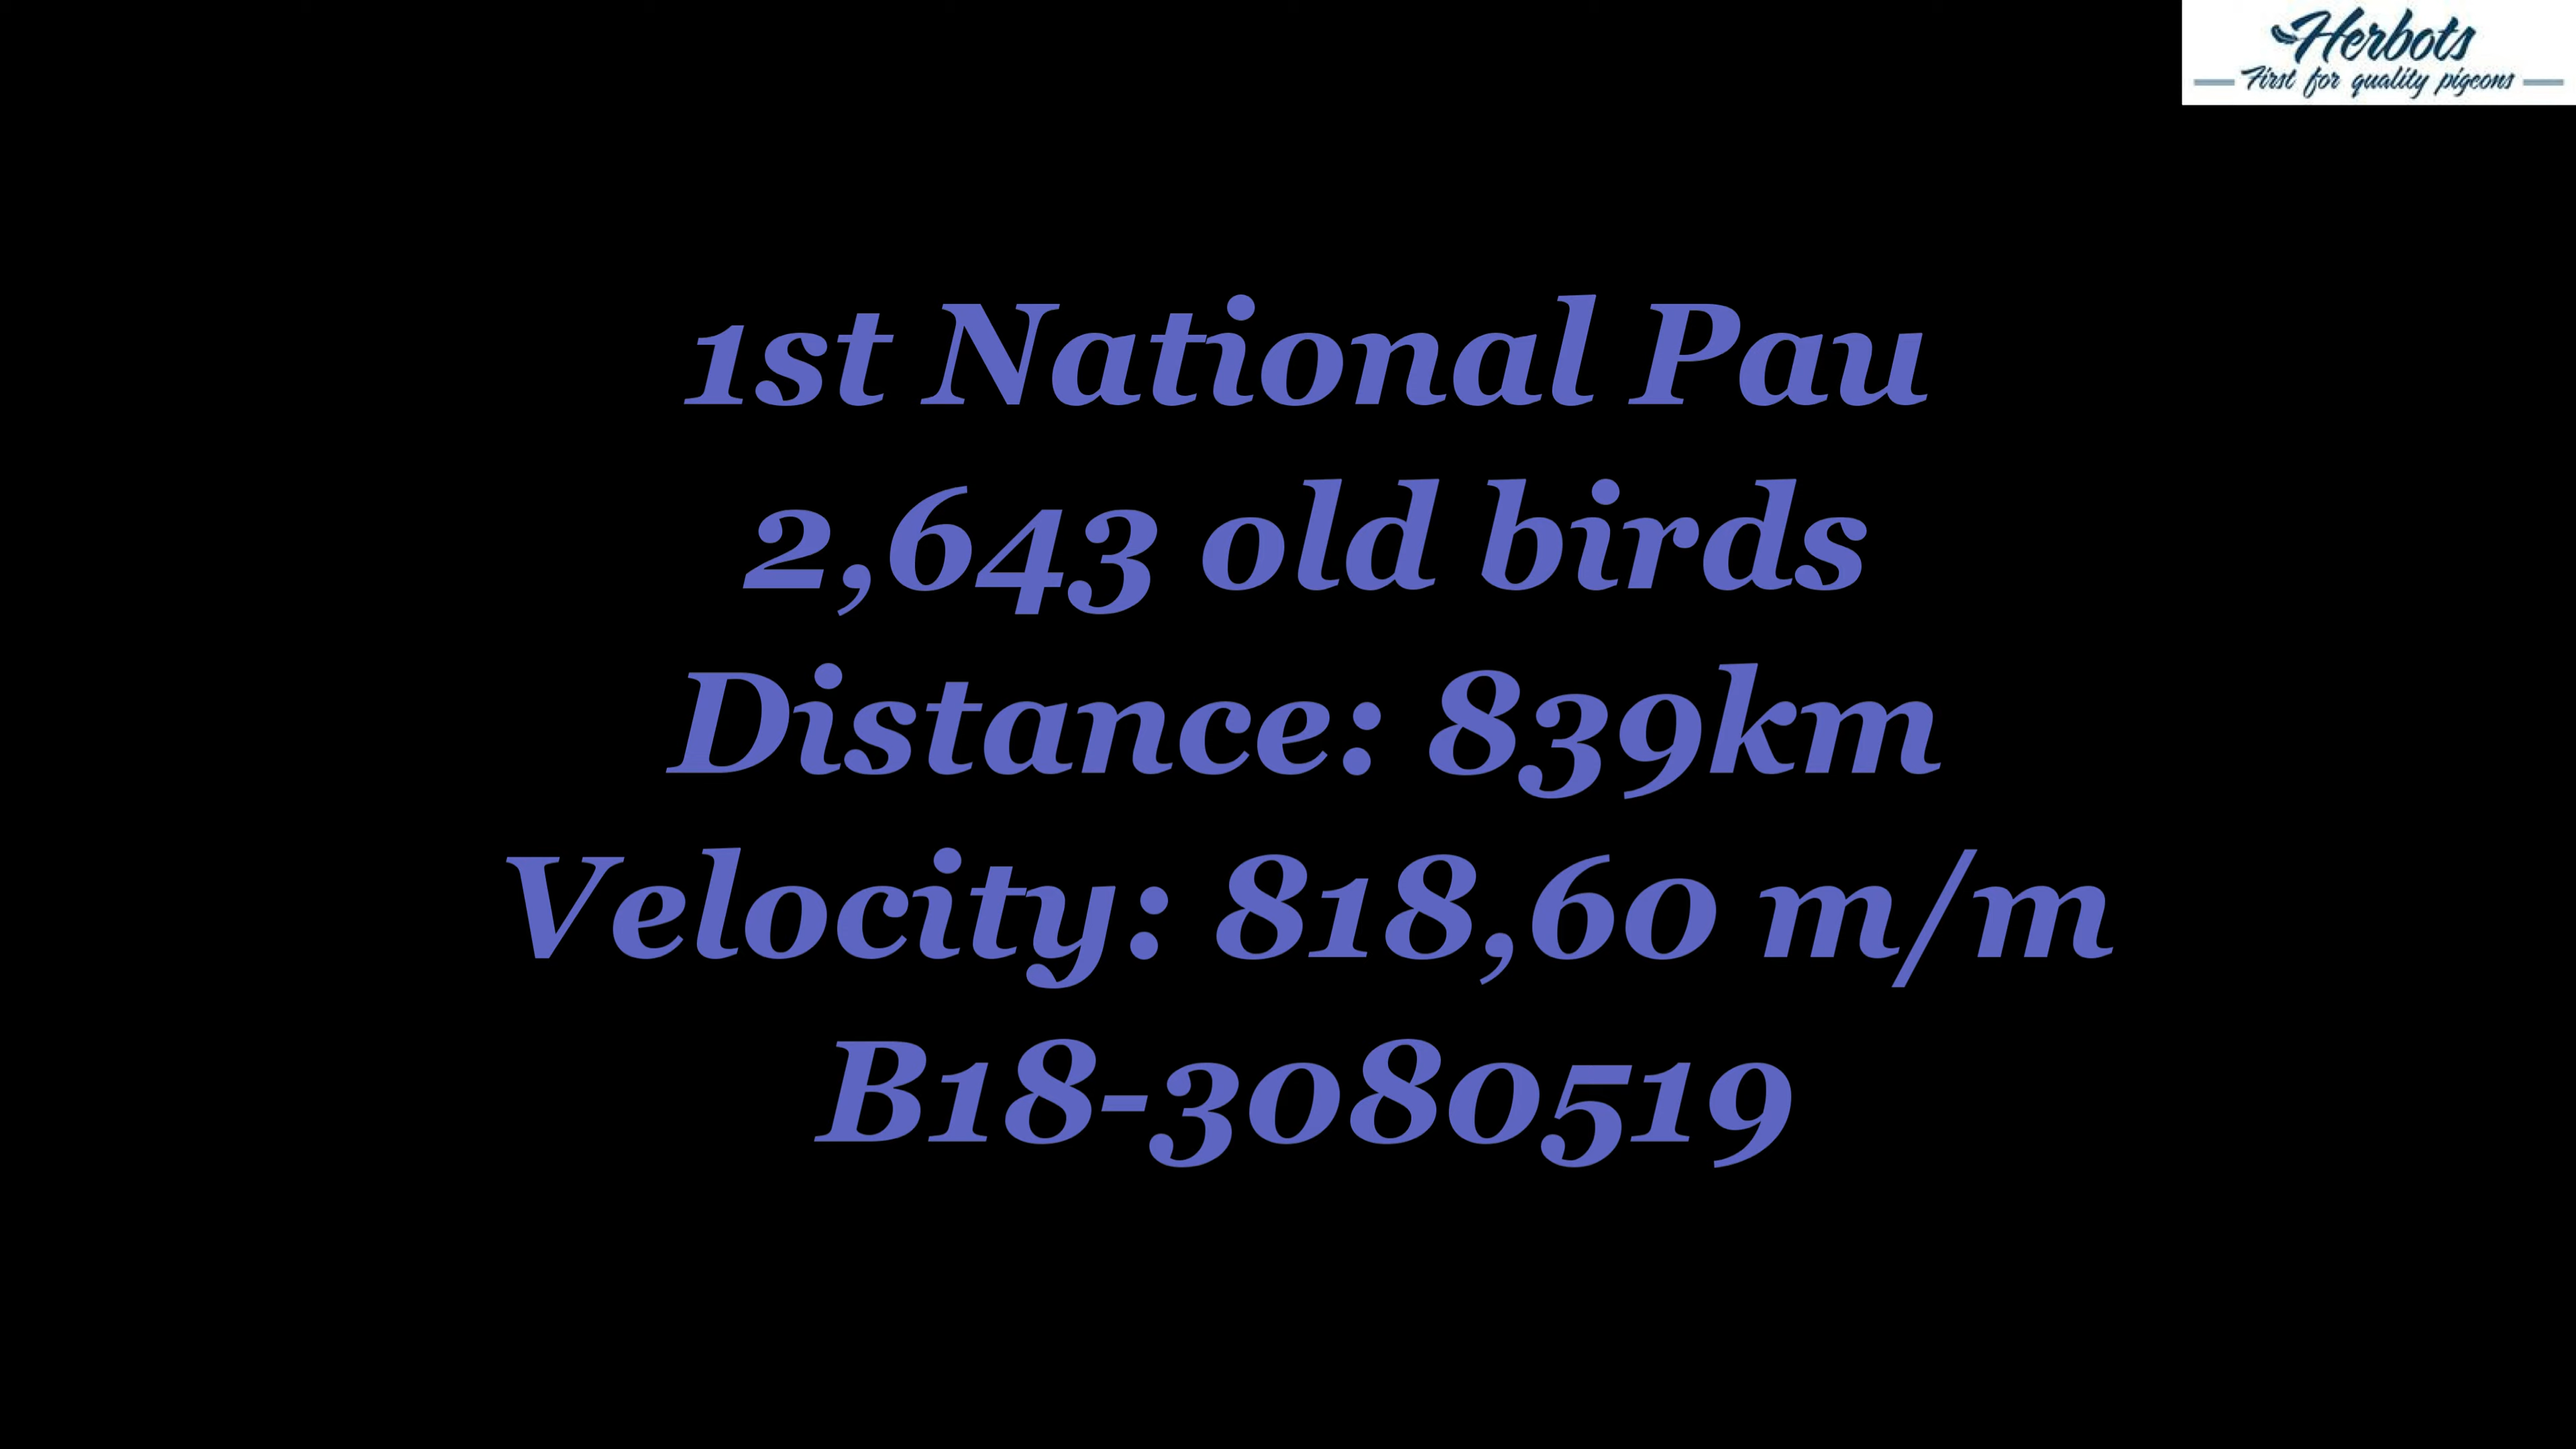 Herbots
First for quality pigeons
1st National Pau
2,643 old birds
Distance: 839km
Velocity: 818,60 m/m
B18-3080519